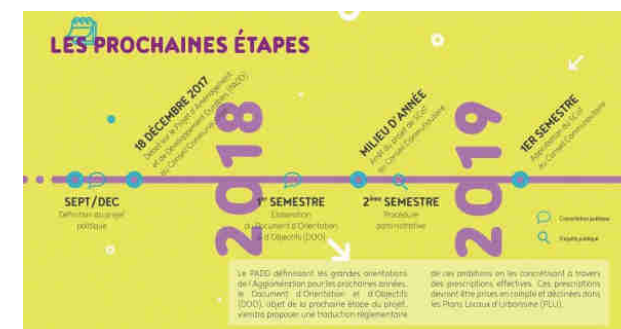 LES PROCHAINES ÉTAPES
18 DÉCEMBRE 2017
Débat sur le Projet d'Aménagement
et de Développement Durables (PADD)
au Conseil Communautaire
2018
MILIEU D'ANNÉE
Arrêt du projet de SCoT
au Conseil Communautaire
2019
1ER SEMESTRE
Approbation du SCoT
au Conseil Communautaire
SEPT/DEC
Définition du projet
politique
1er SEMESTRE
Élaboration
du Document d'Orientation
et d'Objectifs (DOO)
2ème SEMESTRE
Procédure
administrative
Concertation publique
Enquête publique
Le PADD définissant les grandes orientations
de l'Agglomération pour les prochaines années,
le Document d'Orientation et d'Objectifs
(DOO), objet de la prochaine étape du projet,
viendra proposer une traduction réglementaire
de ces ambitions en les concrétisant à travers
des prescriptions effectives. Ces prescriptions
devront être prises en compte et déclinées dans
les Plans Locaux d'Urbanisme (PLU).